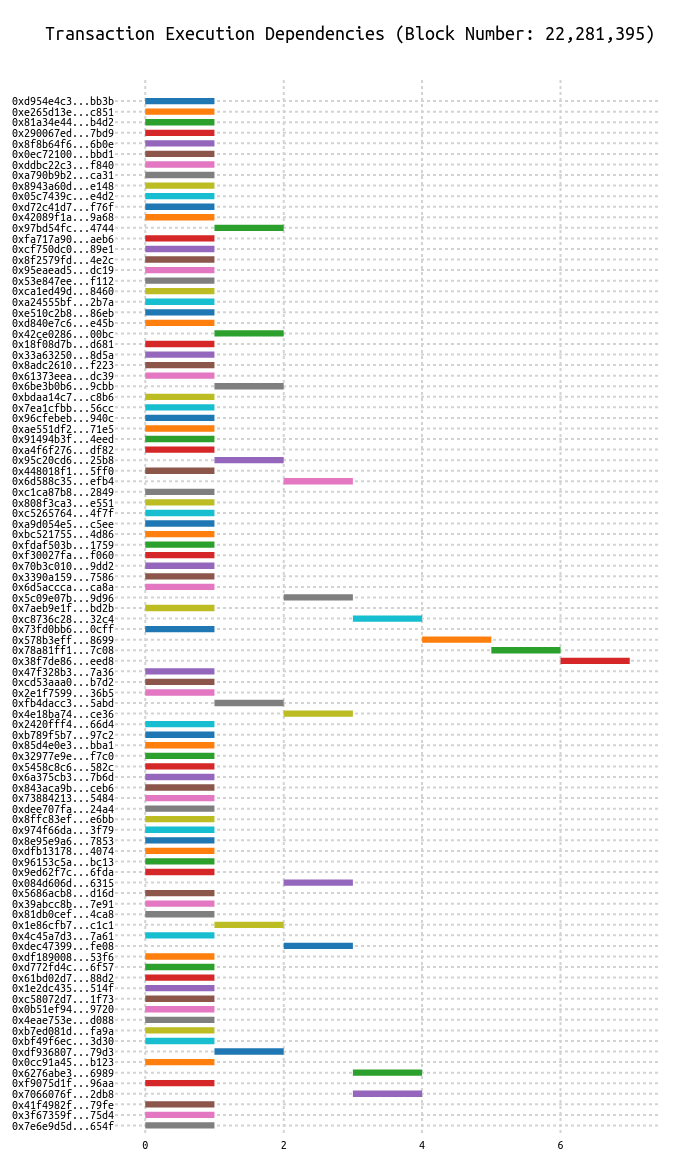 Transaction Execution Dependencies (Block Number: 22,281,395)
0xd954e4c3...bb3b
0xe265d13e...c851
0x81a34e44...b4d2
0x290067ed...7bd9
0x8f8b64f6...6b0e
0x0ec72100...bbd1
0xddbc22c3...f840
0xa790b9b2...ca31
0x8943a60d...e148
0x05c7439c...e4d2
0xd72c41d7...f76f
0x42089f1a...9a68
0x97bd54fc...4744
0xfa717a90...aeb6
0xcf750dc0...89e1
0x8f2579fd...4e2c
0x95eaead5...dc19
0x53e847ee...f112
0xca1ed49d...8460
0xa24555bf...2b7a
0xe510c2b8...86eb
0xd840e7c6...e45b
0x42ce0286...00bc
0x18f08d7b...d681
0x33a63250...8d5a
0x8adc2610...f223
0x61373eea...dc39
0x6be3b0b6...9cbb
0xbdaa14c7...c8b6
0x7ea1cfbb...56cc
0x96cfebeb...940c
0xae551df2...71e5
0x91494b3f...4eed
0xa4f6f276...df82
0x95c20cd6...25b8
0x448018f1...5ff0
0x6d588c35...efb4
0xc1ca87b8...2849
0x808f3ca3...e551
0xc5265764...4f7f
0xa9d054e5...c5ee
0xbc521755...4d86
0xfdaf503b...1759
0xf30027fa...f060
0x70b3c010...9dd2
0x3390a159...7586
0x6d5accca...ca8a
0x5c09e07b...9d96
0x7aeb9e1f...bd2b
0xc8736c28...32c4
0x73fd0bb6...0cff
0x578b3eff...8699
0x78a81ff1...7c08
0x38f7de86...eed8
0x47f328b3...7a36
0xcd53aaa0...b7d2
0x2e1f7599...36b5
0xfb4dacc3...5abd
0x4e18ba74...ce36
0x2420fff4...66d4
0xb789f5b7...97c2
0x85d4e0e3...bba1
0x32977e9e...f7c0
0x5458c8c6...582c
0x6a375cb3...7b6d
0x843aca9b...ceb6
0x73884213...5484
0xdee707fa...24a4
0x8ffc83ef...e6bb
0x974f66da...3f79
0x8e95e9a6...7853
0xdfb13178...4074
0x96153c5a...bc13
0x9ed62f7c...6fda
0x084d606d...6315
0x5686acb8...d16d
0x39abcc8b...7e91
0x81db0cef...4ca8
0x1e86cfb7...c1c1
0x4c45a7d3...7a61
0xdec47399...fe08
0xdf189008...53f6
0xd772fd4c...6f57
0x61bd02d7...88d2
0x1e2dc435...514f
0xc58072d7...1f73
0x0b51ef94...9720
0x4eae753e...d088
0xb7ed081d...fa9a
0xbf49f6ec...3d30
0xdf936807...79d3
0x0cc91a45...b123
0x6276abe3...6989
0xf9075d1f...96aa
0x7066076f...2db8
0x41f4982f...79fe
0x3f67359f...75d4
0x7e6e9d5d...654f
0 2 4 6